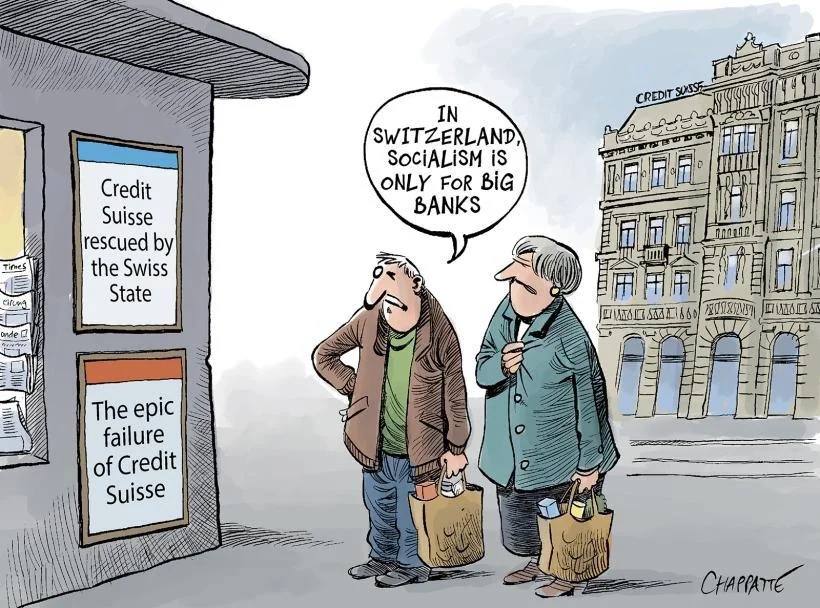 Credit
Suisse
rescued by
the Swiss
State
The epic
failure
of Credit
Suisse
Times
IN
SWITZERLAND,
SOCIALISM IS
ONLY FOR BIG
BANKS
CREDIT SUISSE
CHAPPATTE